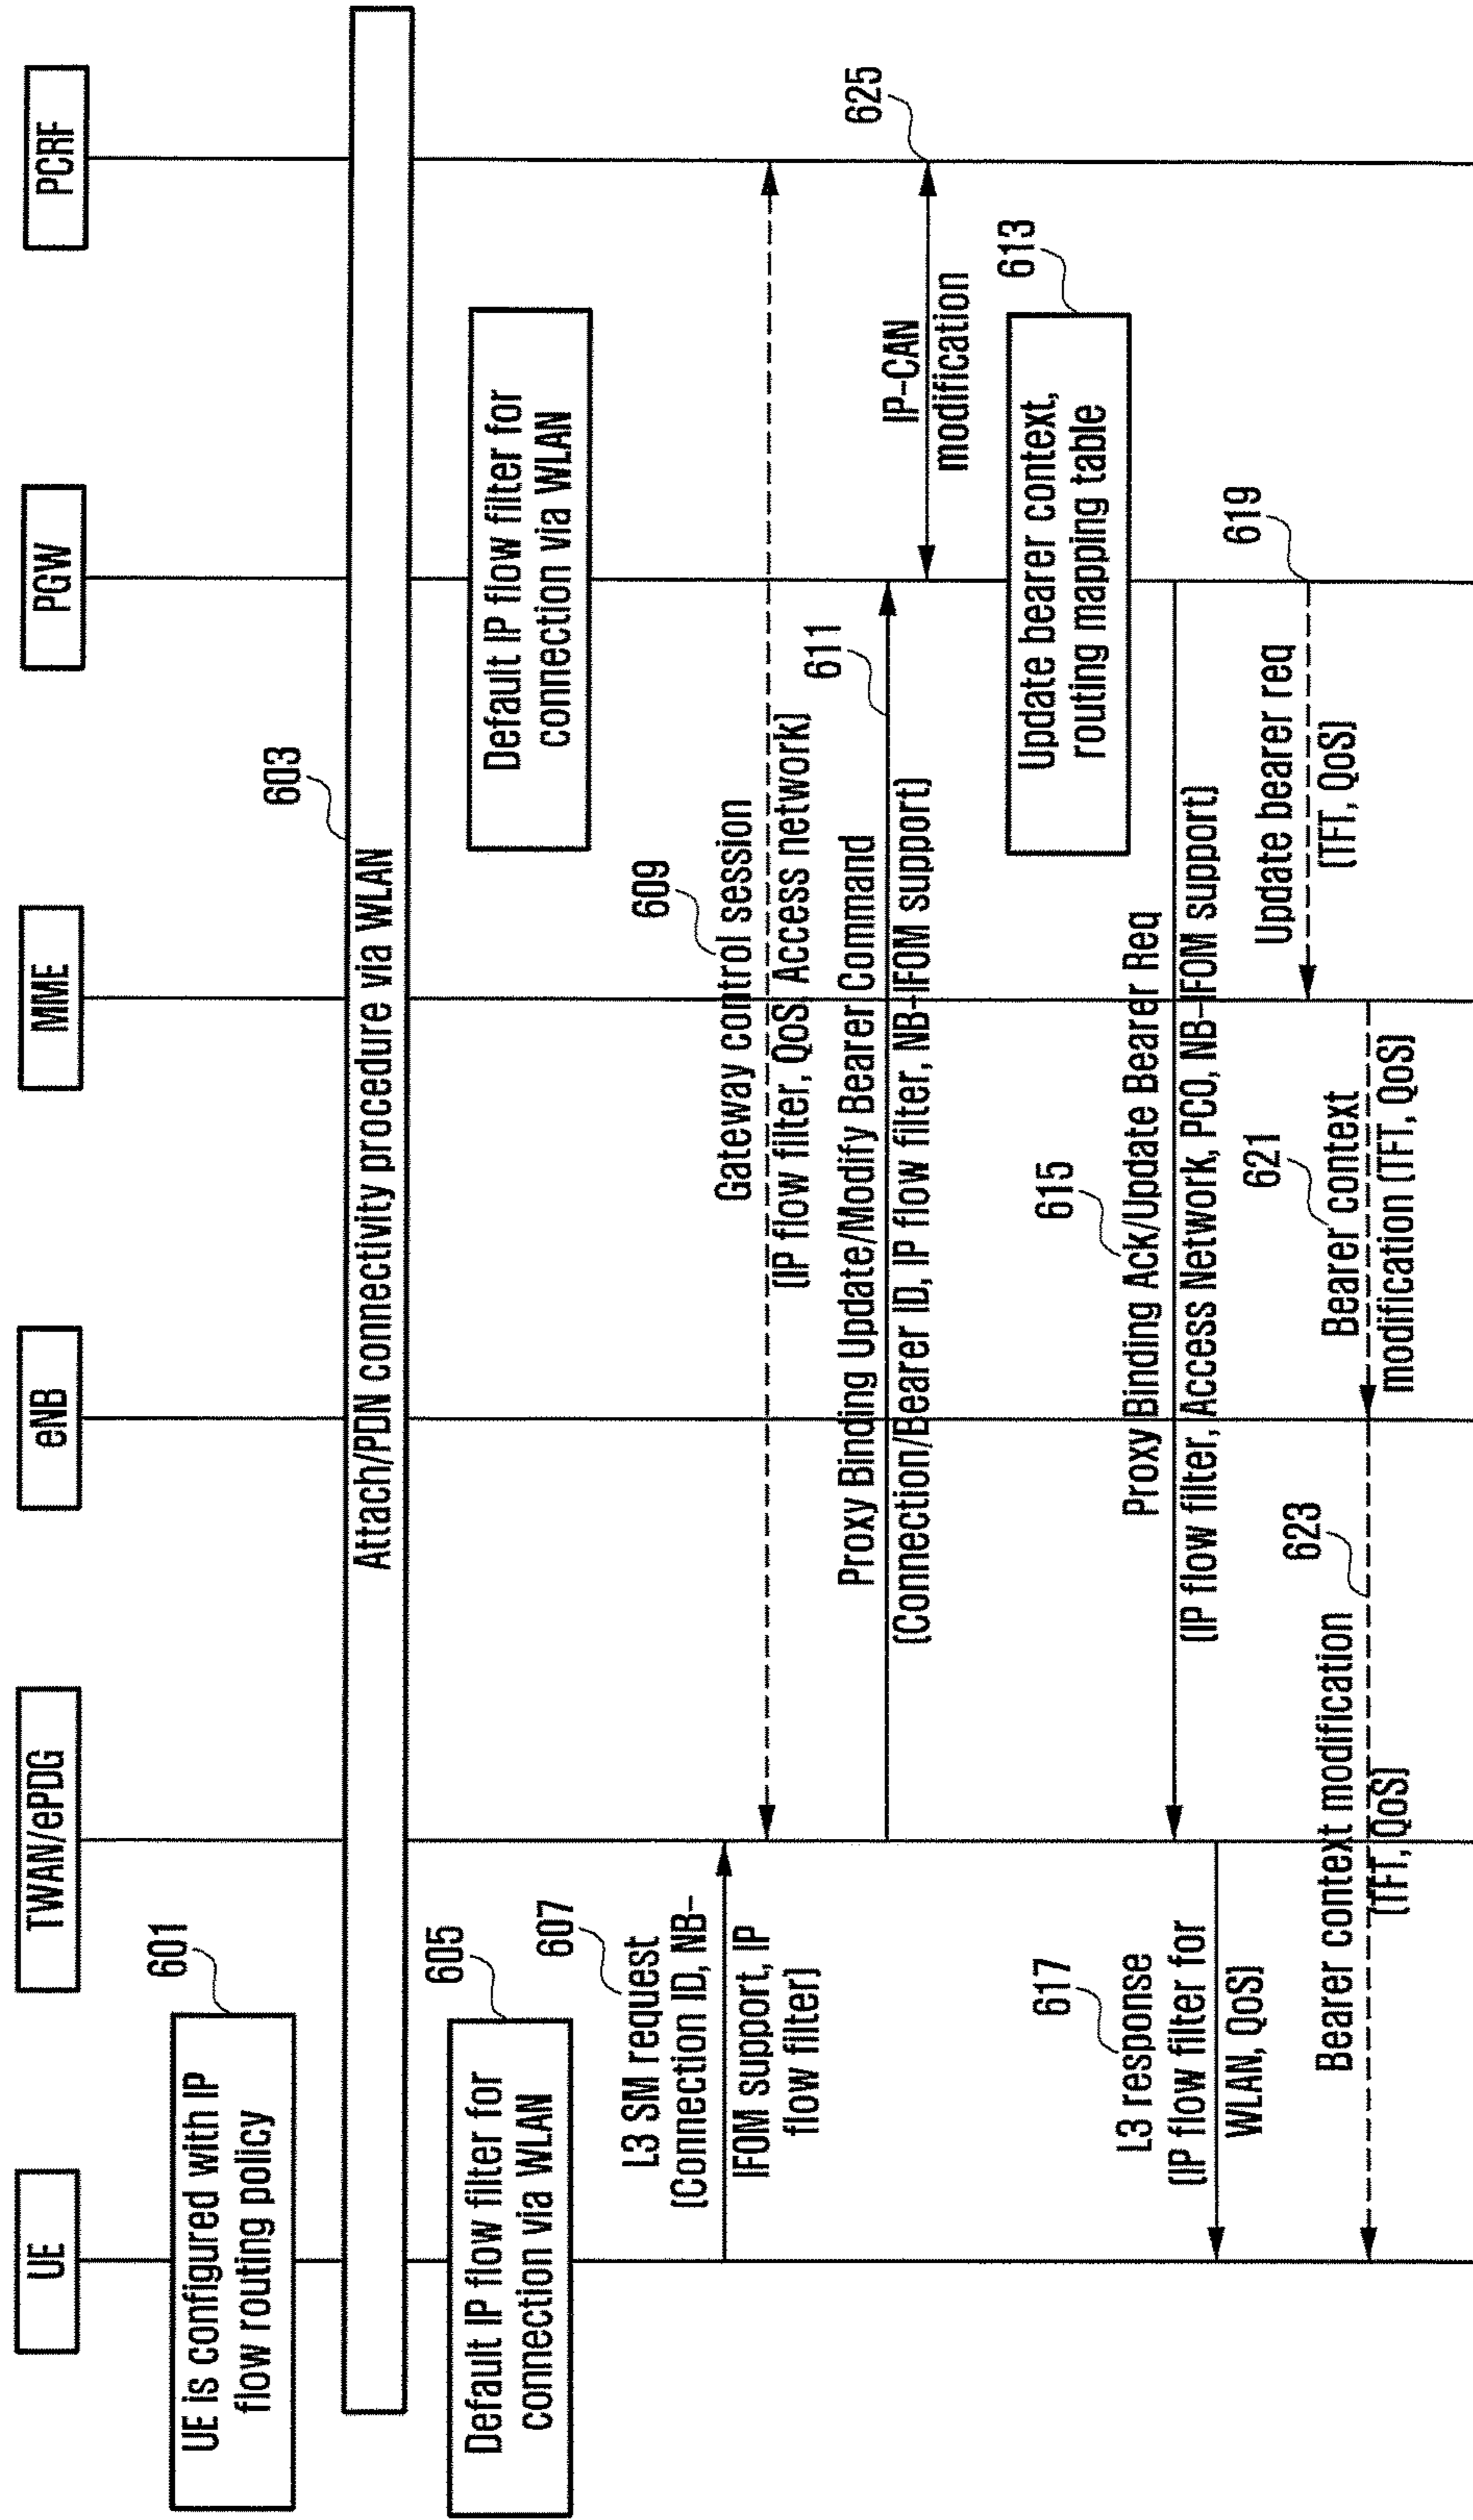 UE
TWAN/ePDG
eNB
MME
PGW
PCRF
601
UE is configured with IP
flow routing policy
603
Attach/PDN connectivity procedure via WLAN
605
Default IP flow filter for
connection via WLAN
Default IP flow filter for
connection via WLAN
607
L3 SM request
(Connection ID, NB-
IFOM support, IP
flow filter)
609
Gateway control session
(IP flow filter, QoS, Access network)
611
Proxy Binding Update/Modify Bearer Command
(Connection/Bearer ID, IP flow filter, NB-IFOM support)
625
IP-CAN
modification
613
Update bearer context,
routing mapping table
615
Proxy Binding Ack/Update Bearer Req
(IP flow filter, Access Network, PCO, NB-IFOM support)
617
L3 response
(IP flow filter for
WLAN, QoS)
619
Update bearer req
(TFT, QoS)
621
Bearer context
modification (TFT, QoS)
623
Bearer context modification
(TFT, QoS)